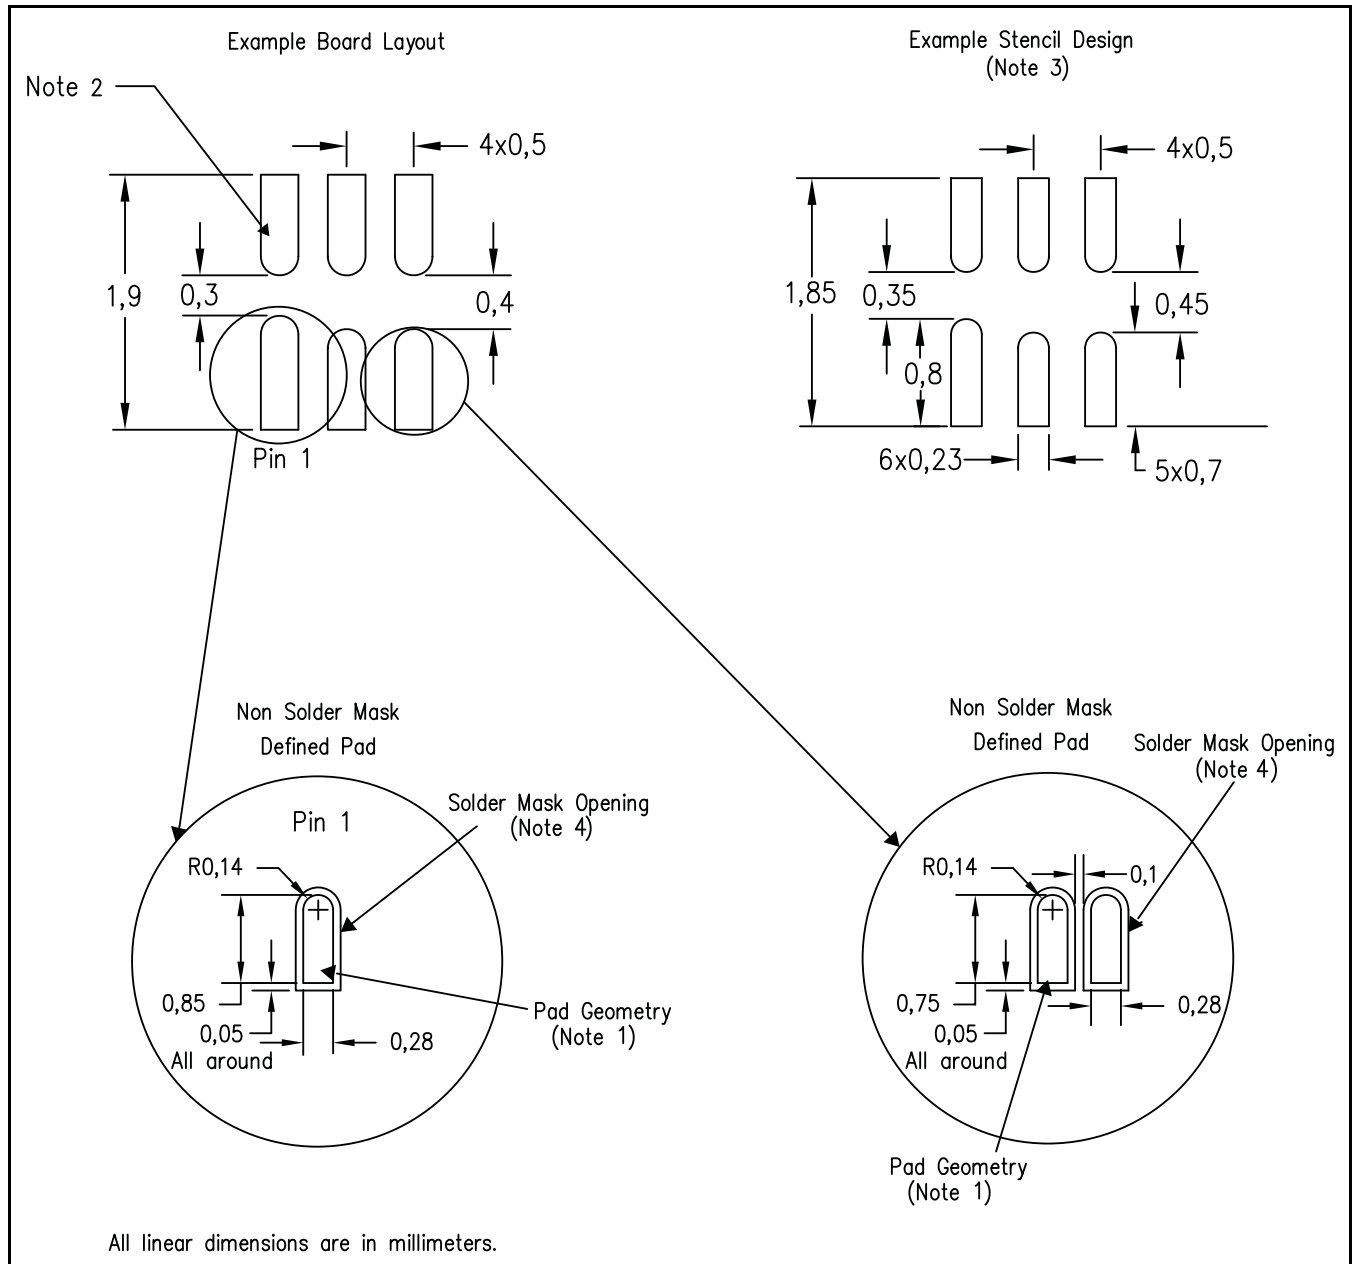 Example Board Layout
Example Stencil Design
(Note 3)
Note 2
4x0,5
4x0,5
1,9
0,3
0,4
1,85
0,35
0,45
0,8
Pin 1
6x0,23
5x0,7
Non Solder Mask
Defined Pad
Non Solder Mask
Defined Pad
Solder Mask Opening
(Note 4)
Solder Mask Opening
(Note 4)
Pin 1
R0,14
R0,14
0,1
0,85
0,05
All around
0,28
Pad Geometry
(Note 1)
0,75
0,05
All around
0,28
Pad Geometry
(Note 1)
All linear dimensions are in millimeters.